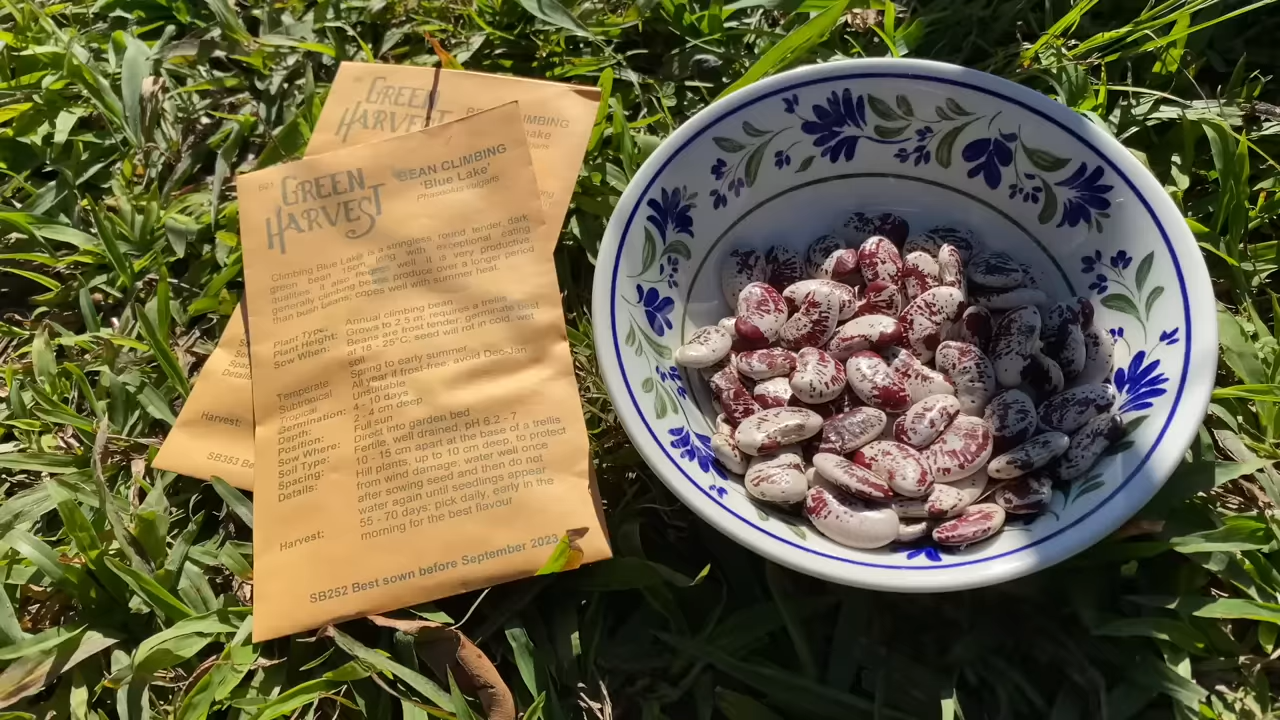 B21
GREEN
HARVEST
BEAN CLIMBING
'Blue Lake'
Phaseolus vulgaris
Climbing Blue Lake is a stringless, round, tender, dark
green bean 15cm long with exceptional eating
qualities. It also well. It is very productive,
generally climbing beans produce over a longer period
than bush beans; copes well with summer heat.
Plant Type: Annual climbing bean
Plant Height: Grows to 2.5 m, requires a trellis
Sow When: Beans are frost tender; germinate best
at 18 - 25°C; seed will rot in cold, wet
soil
Temperate Spring to early summer
Subtropical All year if frost-free; avoid Dec-Jan
Tropical Unsuitable
Germination: 4 - 10 days
Depth: 2 - 4 cm deep
Position: Full sun
Sow Where: Direct into garden bed
Soil Type: Fertile, well drained, pH 6.2 - 7
Spacing: 10 - 15 cm apart at the base of a trellis
Details: Hill plants, up to 10 cm deep, to protect
from wind damage; water well once
after sowing seed and then do not
water again until seedlings appear
Harvest: 55 - 70 days; pick daily, early in the
morning for the best flavour
SB252 Best sown before September 2023
GREEN
HARVEST
CLIMBING
Details
Harvest:
SB353 Be